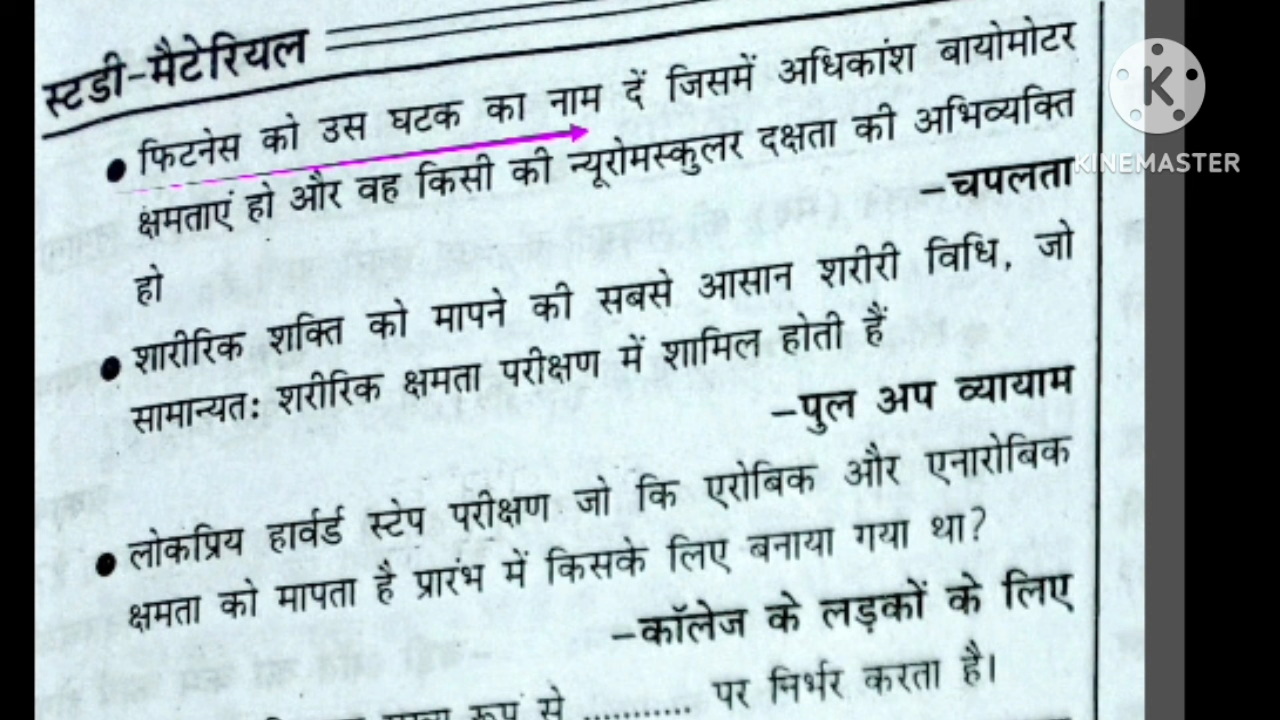 स्टडी-मैटेरियल
● फिटनेस को उस घटक का नाम दें जिसमें अधिकांश बायोमोटर
क्षमताएं हो और वह किसी की न्यूरोमस्कुलर दक्षता की अभिव्यक्ति
हो
-चपलता
● शारीरिक शक्ति को मापने की सबसे आसान शरीरी विधि, जो
सामान्यत: शरीरिक क्षमता परीक्षण में शामिल होती हैं
-पुल अप व्यायाम
● लोकप्रिय हार्वर्ड स्टेप परीक्षण जो कि एरोबिक और एनारोबिक
क्षमता को मापता है प्रारंभ में किसके लिए बनाया गया था?
-कॉलेज के लड़कों के लिए
रूप से ........... पर निर्भर करता है।
K
KINEMASTER